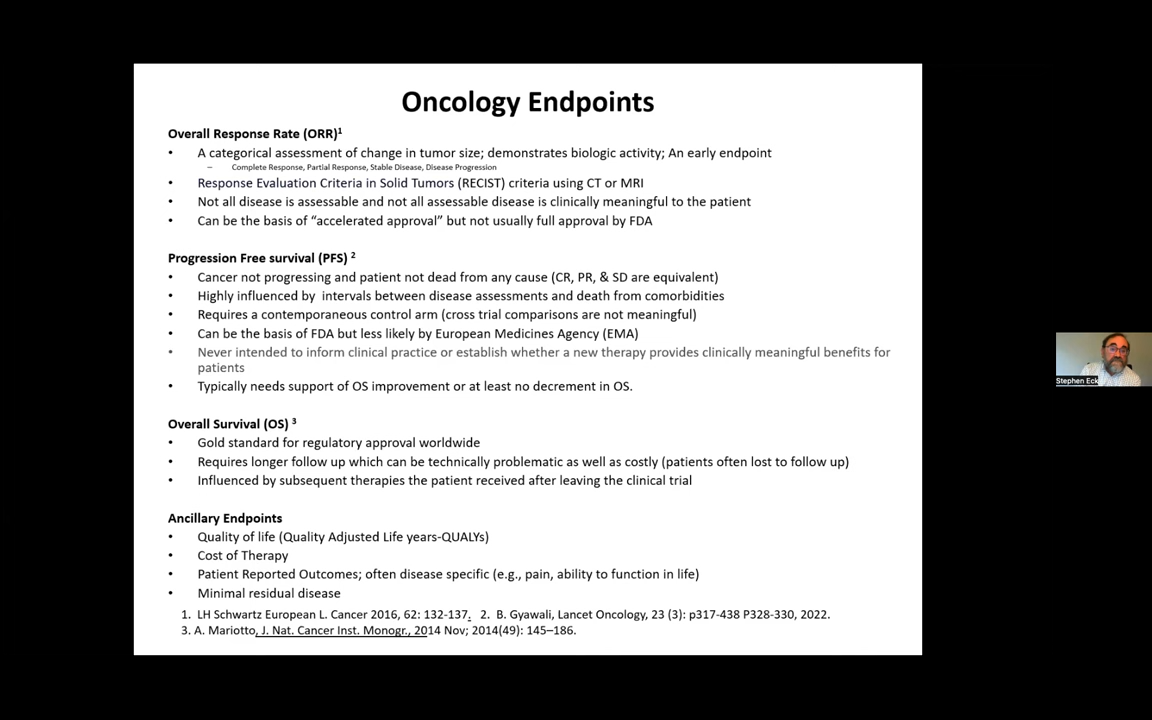 Oncology Endpoints
Overall Response Rate (ORR)1
• A categorical assessment of change in tumor size; demonstrates biologic activity; An early endpoint
– Complete Response, Partial Response, Stable Disease, Disease Progression
• Response Evaluation Criteria in Solid Tumors (RECIST) criteria using CT or MRI
• Not all disease is assessable and not all assessable disease is clinically meaningful to the patient
• Can be the basis of “accelerated approval” but not usually full approval by FDA
Progression Free survival (PFS) 2
• Cancer not progressing and patient not dead from any cause (CR, PR, & SD are equivalent)
• Highly influenced by intervals between disease assessments and death from comorbidities
• Requires a contemporaneous control arm (cross trial comparisons are not meaningful)
• Can be the basis of FDA but less likely by European Medicines Agency (EMA)
• Never intended to inform clinical practice or establish whether a new therapy provides clinically meaningful benefits for
patients
• Typically needs support of OS improvement or at least no decrement in OS.
Overall Survival (OS) 3
• Gold standard for regulatory approval worldwide
• Requires longer follow up which can be technically problematic as well as costly (patients often lost to follow up)
• Influenced by subsequent therapies the patient received after leaving the clinical trial
Ancillary Endpoints
• Quality of life (Quality Adjusted Life years-QUALYs)
• Cost of Therapy
• Patient Reported Outcomes; often disease specific (e.g., pain, ability to function in life)
• Minimal residual disease
1. LH Schwartz European L. Cancer 2016, 62: 132-137. 2. B. Gyawali, Lancet Oncology, 23 (3): p317-438 P328-330, 2022.
3. A. Mariotto, J. Nat. Cancer Inst. Monogr., 2014 Nov; 2014(49): 145–186.
Stephen Eck